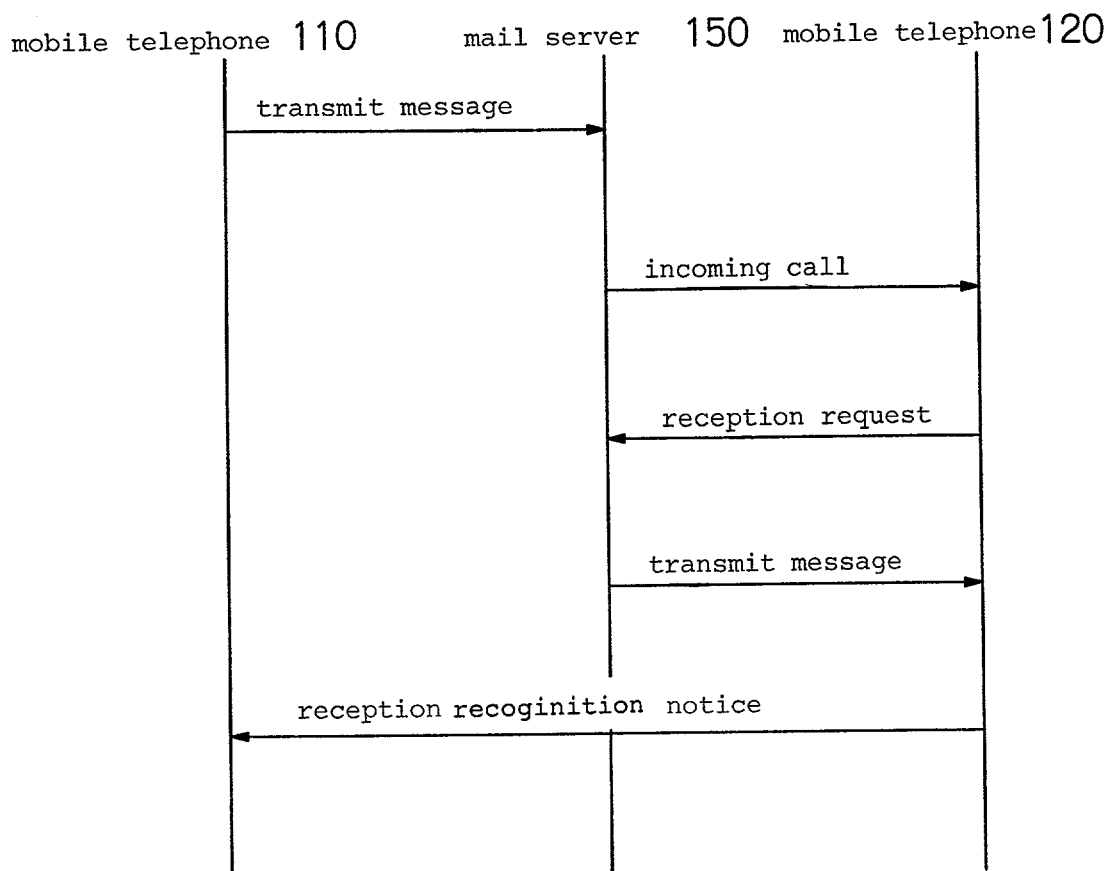 mobile telephone 110 mail server 150 mobile telephone 120
transmit message
incoming call
reception request
transmit message
reception recoginition notice